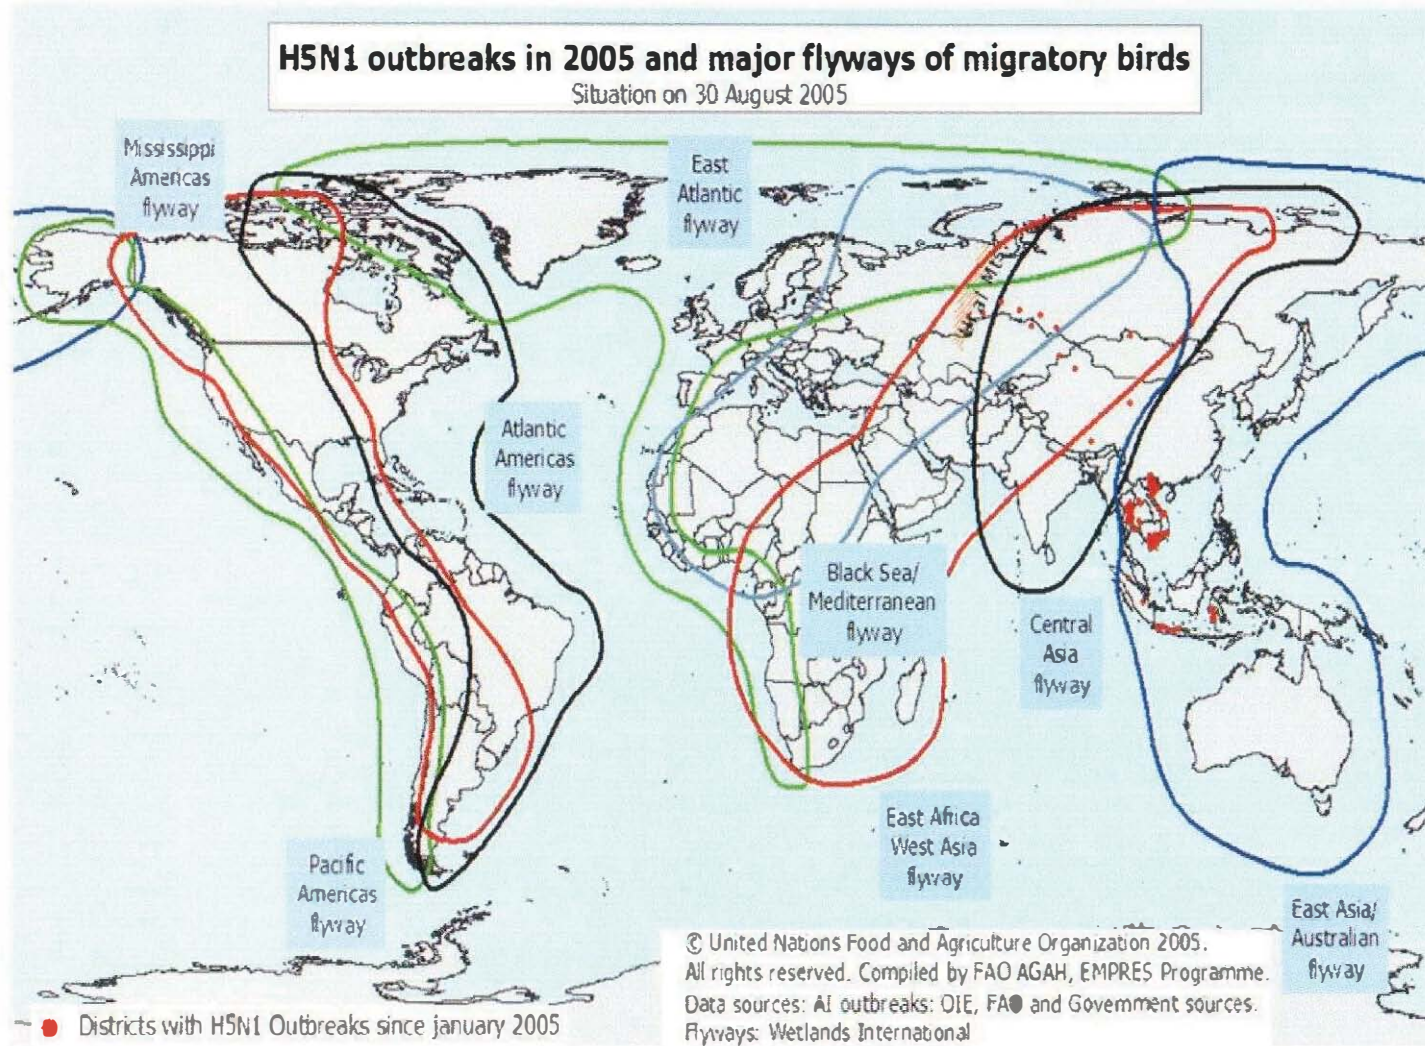 H5N1 outbreaks in 2005 and major flyways of migratory birds
Situation on 30 August 2005
Mississippi
Americas
flyway
East
Atlantic
flyway
Ural Mt
Atlantic
Americas
flyway
Black Sea/
Mediterranean
flyway
Central
Asia
flyway
East Africa
West Asia
flyway
Pacific
Americas
flyway
East Asia/
Australian
flyway
© United Nations Food and Agriculture Organization 2005.
All rights reserved. Compiled by FAO AGAH, EMPRES Programme.
Data sources: AI outbreaks: OIE, FAO and Government sources.
Flyways: Wetlands International
Districts with H5N1 Outbreaks since january 2005